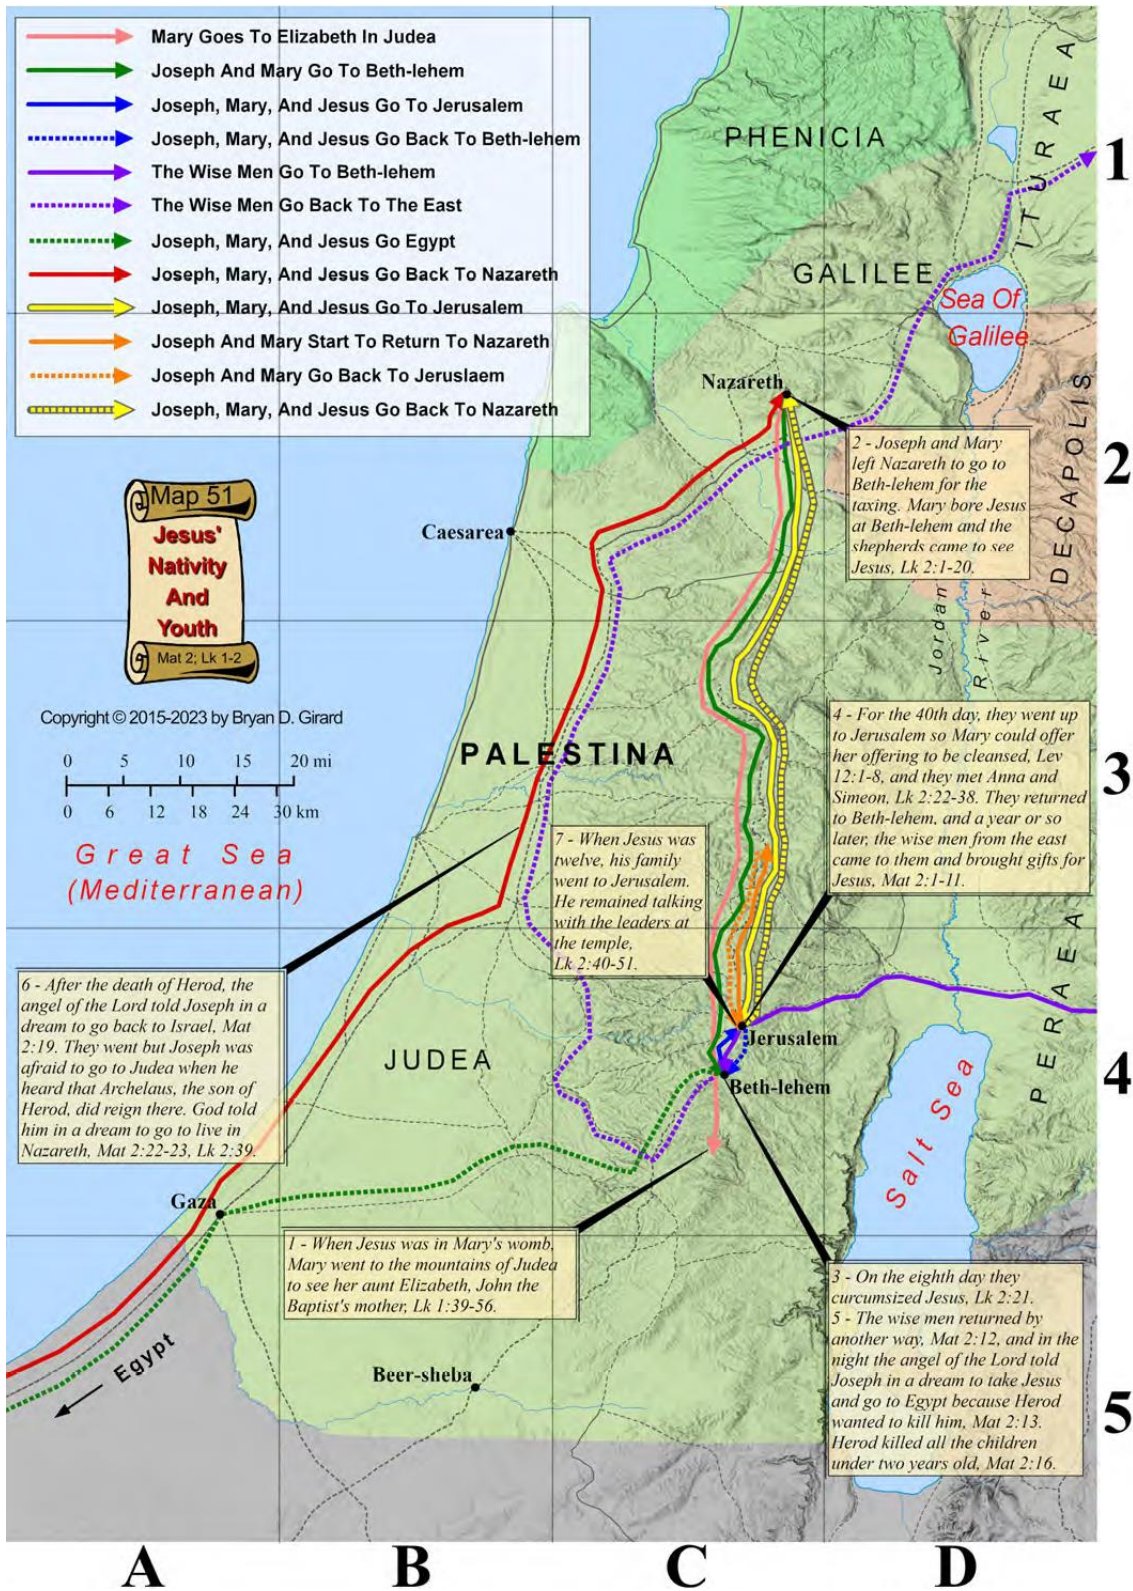 Mary Goes To Elizabeth In Judea
Joseph And Mary Go To Beth-lehem
Joseph, Mary, And Jesus Go To Jerusalem
Joseph, Mary, And Jesus Go Back To Beth-lehem
The Wise Men Go To Beth-lehem
The Wise Men Go Back To The East
Joseph, Mary, And Jesus Go Egypt
Joseph, Mary, And Jesus Go Back To Nazareth
Joseph, Mary, And Jesus Go To Jerusalem
Joseph And Mary Start To Return To Nazareth
Joseph And Mary Go Back To Jeruslaem
Joseph, Mary, And Jesus Go Back To Nazareth
PHENICIA
ITURAEA
1
GALILEE
Sea Of
Galilee
Nazareth
DECAPOLIS
2
2 - Joseph and Mary
left Nazareth to go to
Beth-lehem for the
taxing. Mary bore Jesus
at Beth-lehem and the
shepherds came to see
Jesus, Lk 2:1-20.
Map 51
Jesus'
Nativity
And
Youth
Mat 2; Lk 1-2
Caesarea
Jordan
River
Copyright © 2015-2023 by Bryan D. Girard
0 5 10 15 20 mi
0 6 12 18 24 30 km
Great Sea
(Mediterranean)
PALESTINA
3
4 - For the 40th day, they went up
to Jerusalem so Mary could offer
her offering to be cleansed, Lev
12:1-8, and they met Anna and
Simeon, Lk 2:22-38. They returned
to Beth-lehem, and a year or so
later, the wise men from the east
came to them and brought gifts for
Jesus, Mat 2:1-11.
7 - When Jesus was
twelve, his family
went to Jerusalem.
He remained talking
with the leaders at
the temple,
Lk 2:40-51.
6 - After the death of Herod, the
angel of the Lord told Joseph in a
dream to go back to Israel, Mat
2:19. They went but Joseph was
afraid to go to Judea when he
heard that Archelaus, the son of
Herod, did reign there. God told
him in a dream to go to live in
Nazareth, Mat 2:22-23, Lk 2:39.
JUDEA
Jerusalem
Beth-lehem
PERAEA
4
Salt Sea
Gaza
1 - When Jesus was in Mary's womb,
Mary went to the mountains of Judea
to see her aunt Elizabeth, John the
Baptist's mother, Lk 1:39-56.
3 - On the eighth day they
curcumsized Jesus, Lk 2:21.
5 - The wise men returned by
another way, Mat 2:12, and in the
night the angel of the Lord told
Joseph in a dream to take Jesus
and go to Egypt because Herod
wanted to kill him, Mat 2:13.
Herod killed all the children
under two years old, Mat 2:16.
Egypt
Beer-sheba
5
A B C D